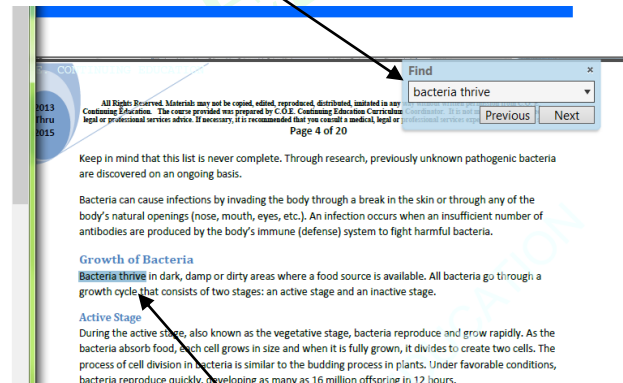 Find ×
bacteria thrive
Previous Next
2013
Thru
2015
All Rights Reserved. Materials may not be copied, edited, reproduced, distributed, imitated in any
Continuing Education. The course was prepared by C.O.E. Continuing Education Curriculum Coordinator. It is not
legal or professional services advice. If necessary, it is recommended that you consult a medical, legal or professional services
Page 4 of 20
Keep in mind that this list is never complete. Through research, previously unknown pathogenic bacteria
are discovered on an ongoing basis.
Bacteria can cause infections by invading the body through a break in the skin or through any of the
body's natural openings (nose, mouth, eyes, etc.). An infection occurs when an insufficient number of
antibodies are produced by the body's immune (defense) system to fight harmful bacteria.
Growth of Bacteria
Bacteria thrive in dark, damp or dirty areas where a food source is available. All bacteria go through a
growth cycle that consists of two stages: an active stage and an inactive stage.
Active Stage
During the active stage, also known as the vegetative stage, bacteria reproduce and grow rapidly. As the
bacteria absorb food, each cell grows in size and when it is fully grown, it divides to create two cells. The
process of cell division in bacteria is similar to the budding process in plants. Under favorable conditions,
bacteria reproduce quickly, developing as many as 16 million offspring in 12 hours.